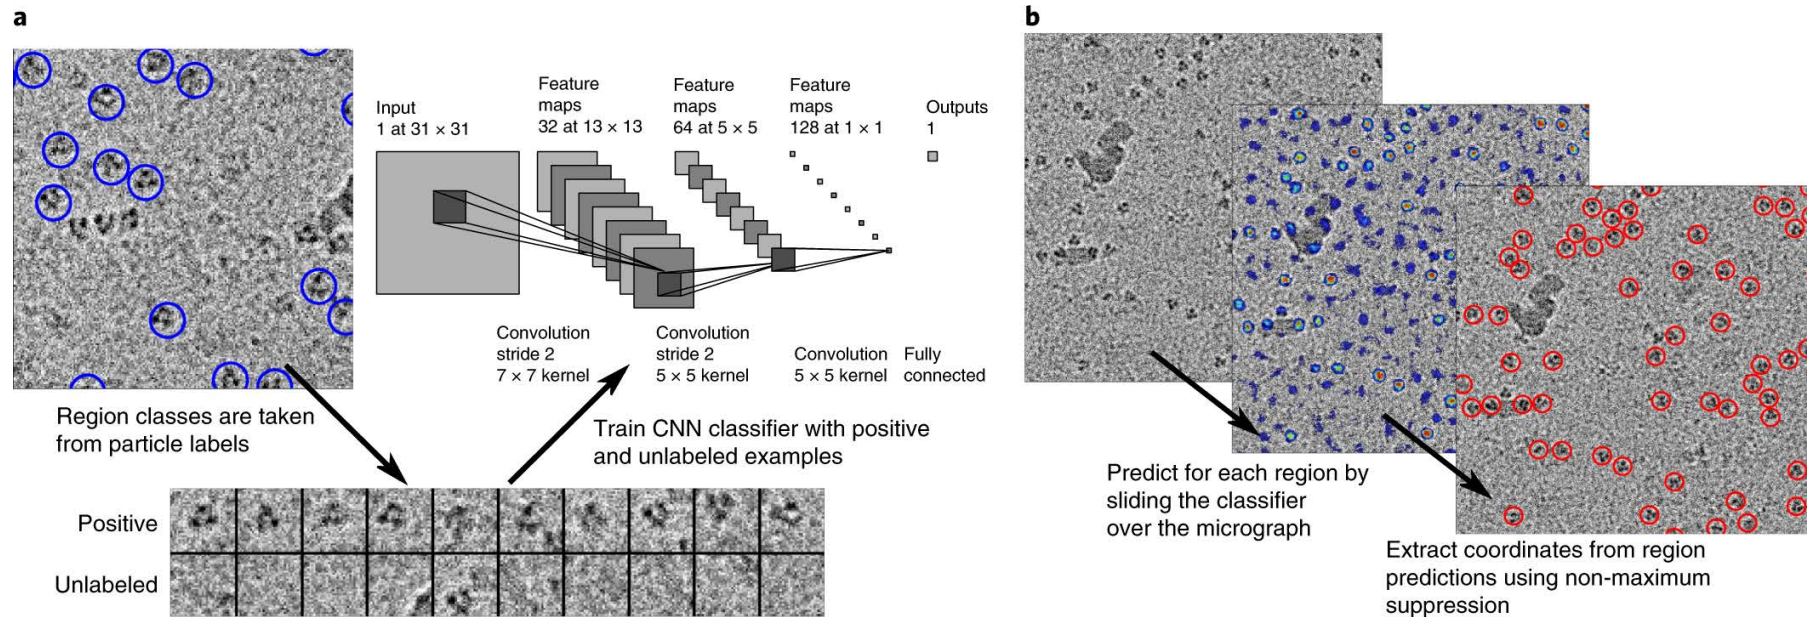 a
Input
1 at 31 × 31
Feature
maps
32 at 13 × 13
Feature
maps
64 at 5 × 5
Feature
maps
128 at 1 × 1
Outputs
1
Convolution
stride 2
7 × 7 kernel
Convolution
stride 2
5 × 5 kernel
Convolution
5 × 5 kernel
Fully
connected
Region classes are taken
from particle labels
Train CNN classifier with positive
and unlabeled examples
Positive
Unlabeled
b
Predict for each region by
sliding the classifier
over the micrograph
Extract coordinates from region
predictions using non-maximum
suppression